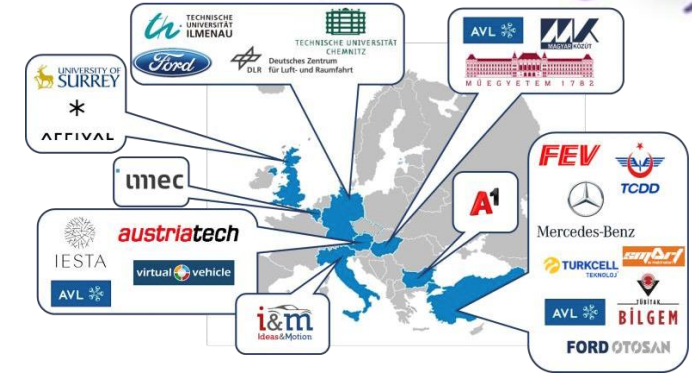 th.
TECHNISCHE
UNIVERSITÄT
ILMENAU
TECHNISCHE UNIVERSITÄT
CHEMNITZ
Ford
DLR
Deutsches Zentrum
für Luft- und Raumfahrt
AVL
MK
MAGYAR KÖZÚT
MŰEGYETEM 1782
UNIVERSITY OF
SURREY
ARRIVAL
imec
IESTA
austriatech
virtual vehicle
AVL
i&m
Ideas&Motion
A1
FEV
TCDD
Mercedes-Benz
TURKCELL
TEKNOLOJİ
smart
AVL
TÜBİTAK
BİLGEM
FORD OTOSAN